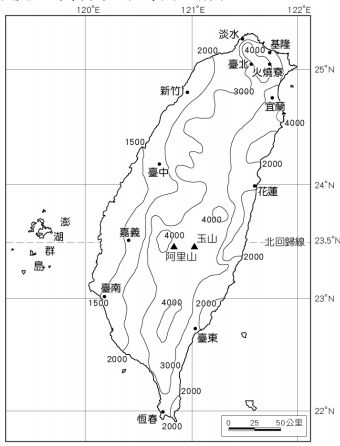 120°E
121°E
122°E
淡水
基隆
2000
4000
臺北
火燒寮
25°N
3000
新竹
宜蘭
4000
1500
2000
臺中
花蓮
24°N
澎
湖
群
島
嘉義
4000
4000
玉山
北回歸線
23.5°N
阿里山
2000
臺南
1500
4000
2000
23°N
臺東
2000
3000
2000
恆春
2000
22°N
0 25 50公里